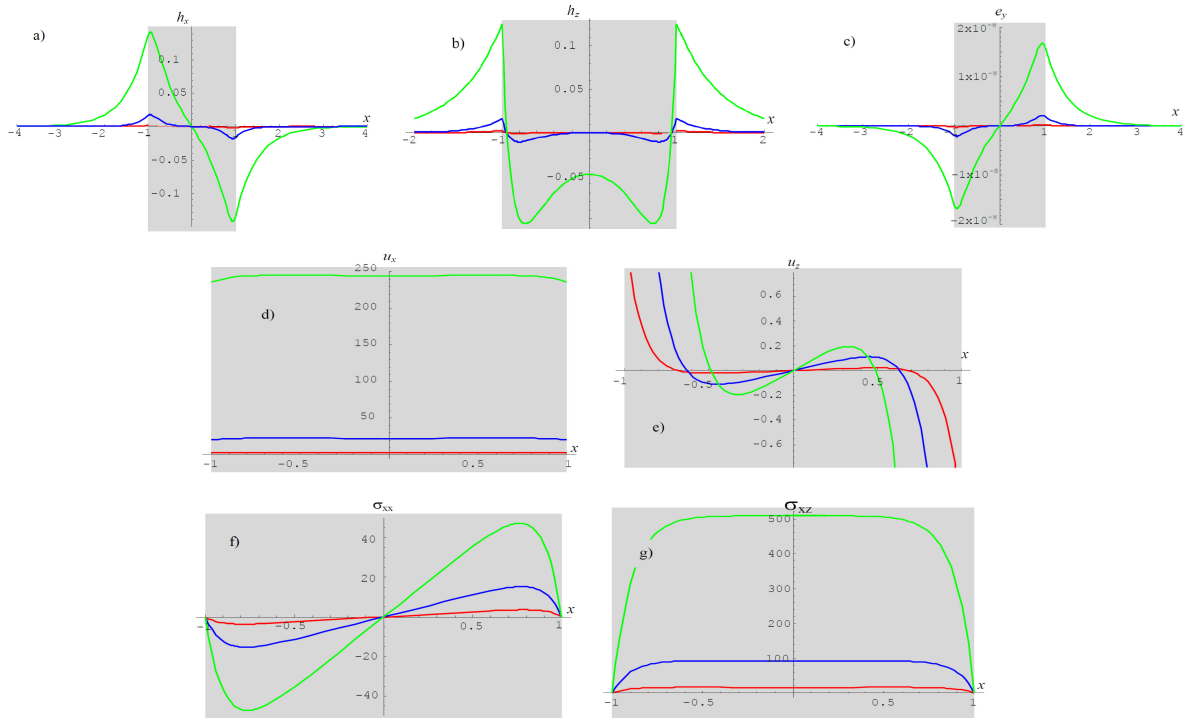 a)
h_x
0.1
0.05
-0.05
-0.1
-4 -3 -2 -1 1 2 3 4
x
b)
h_z
0.1
0.05
-0.05
-2 -1 1 2
x
c)
e_y
2x10⁻⁸
1x10⁻⁸
-1x10⁻⁸
-2x10⁻⁸
-4 -3 -2 -1 1 2 3 4
x
d)
u_x
250
200
150
100
50
-1 -0.5 0.5 1
x
e)
u_z
0.6
0.4
0.2
-0.2
-0.4
-0.6
-1 -0.5 0.5 1
x
f)
σ_xx
40
20
-20
-40
-1 -0.5 0.5 1
x
g)
σ_xz
500
400
300
200
100
-1 -0.5 0.5 1
x